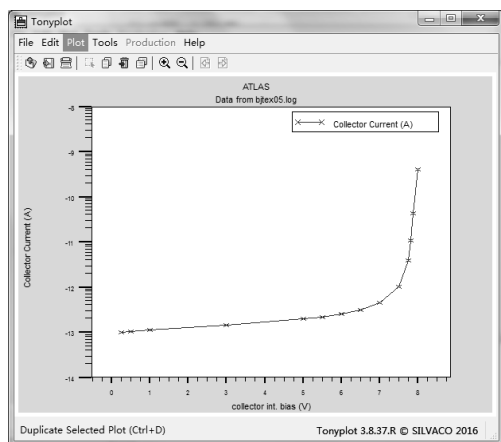 Tonyplot
File Edit Plot Tools Production Help
ATLAS
Data from bjtex05.log
Collector Current (A)
-8
-9
-10
-11
-12
-13
-14
Collector Current (A)
0 1 2 3 4 5 6 7 8
collector int. bias (V)
Duplicate Selected Plot (Ctrl+D) Tonyplot 3.8.37.R © SILVACO 2016